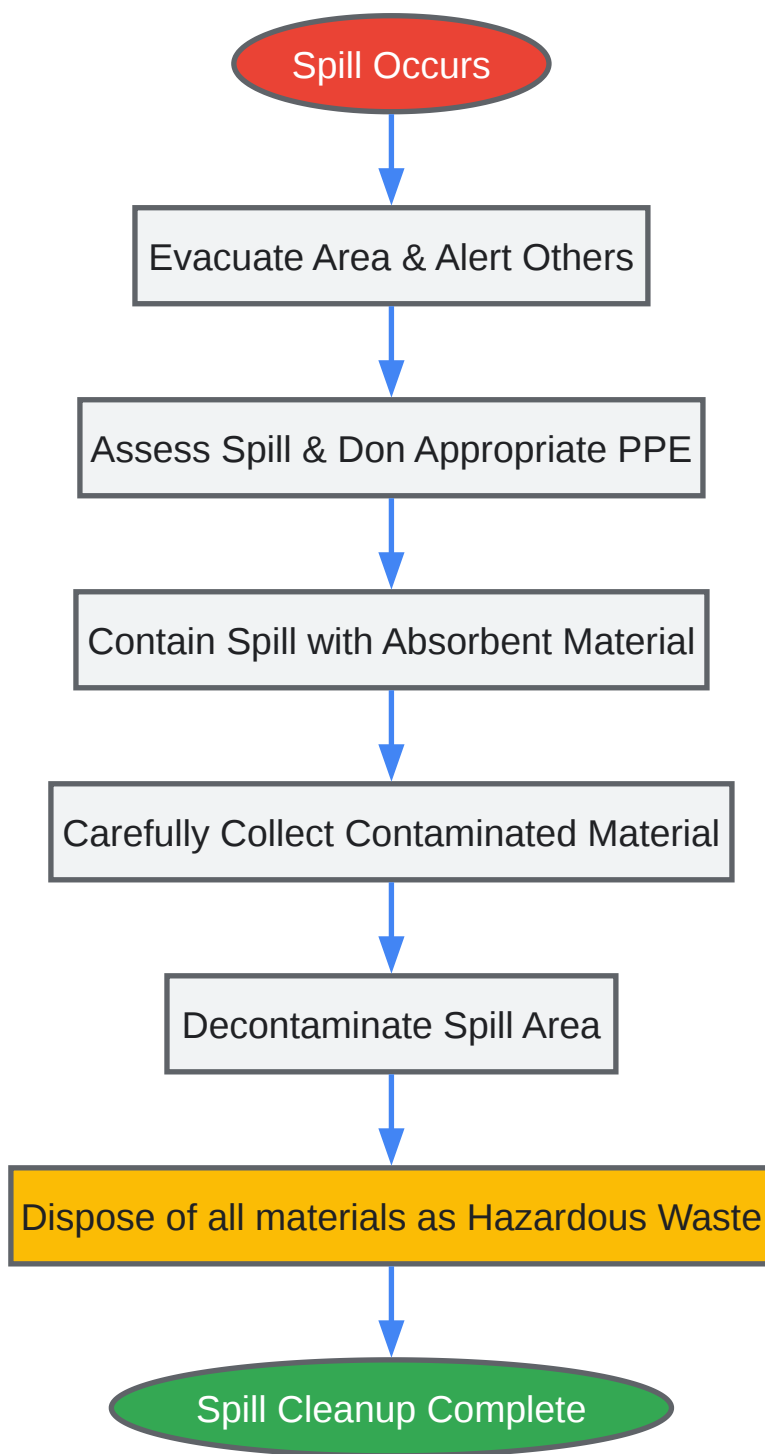 Spill Occurs
Evacuate Area & Alert Others
Assess Spill & Don Appropriate PPE
Contain Spill with Absorbent Material
Carefully Collect Contaminated Material
Decontaminate Spill Area
Dispose of all materials as Hazardous Waste
Spill Cleanup Complete